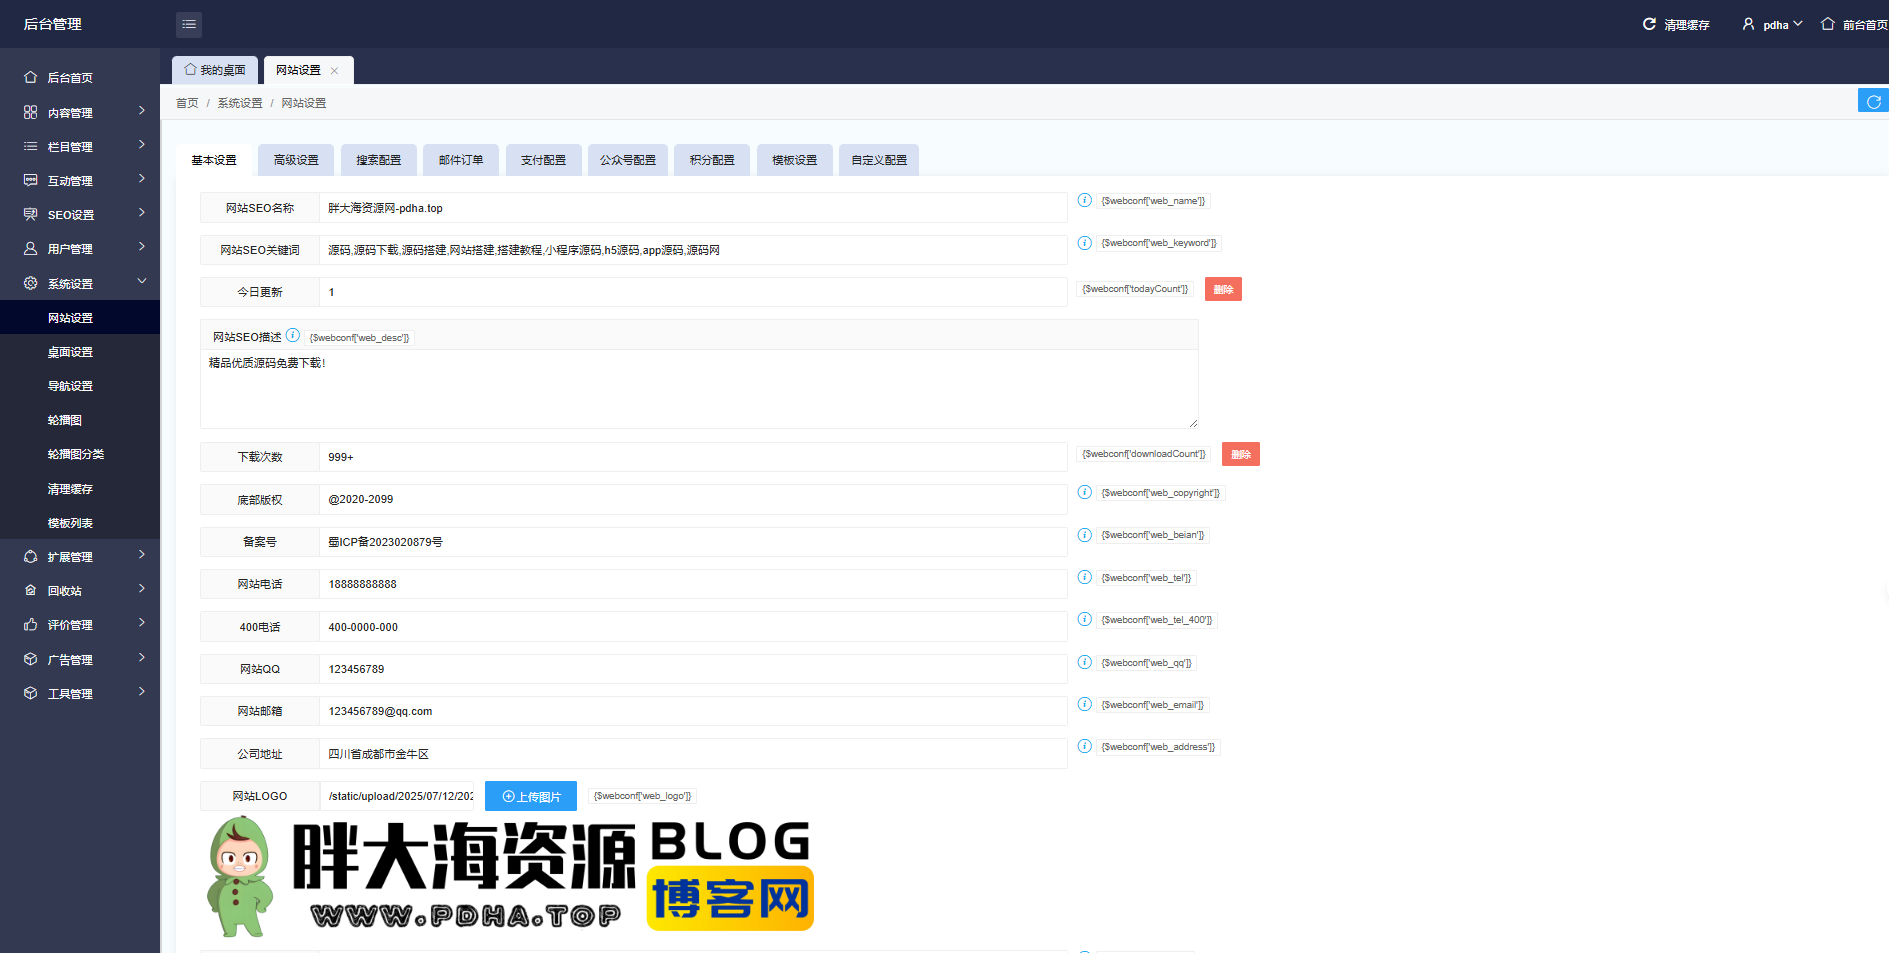 后台管理
清理缓存 pdha 前台首页
后台首页
内容管理
栏目管理
互动管理
SEO设置
用户管理
系统设置
网站设置
桌面设置
导航设置
轮播图
轮播图分类
清理缓存
模板列表
扩展管理
回收站
评价管理
广告管理
工具管理
我的桌面 网站设置
首页 / 系统设置 / 网站设置
基本设置 高级设置 搜索配置 邮件订单 支付配置 公众号配置 积分配置 模板设置 自定义配置
网站SEO名称 胖大海资源网-pdha.top {$webconf['web_name']}
网站SEO关键词 源码,源码下载,源码搭建,网站搭建,搭建教程,小程序源码,h5源码,app源码,源码网 {$webconf['web_keyword']}
今日更新 1 {$webconf['todayCount']} 删除
网站SEO描述 {$webconf['web_desc']}
精品优质源码免费下载!
下载次数 999+ {$webconf['downloadCount']} 删除
底部版权 @2020-2099 {$webconf['web_copyright']}
备案号 蜀ICP备2023020879号 {$webconf['web_beian']}
网站电话 18888888888 {$webconf['web_tel']}
400电话 400-0000-000 {$webconf['web_tel_400']}
网站QQ 123456789 {$webconf['web_qq']}
网站邮箱 123456789@qq.com {$webconf['web_email']}
公司地址 四川省成都市金牛区 {$webconf['web_address']}
网站LOGO /static/upload/2025/07/12/202 上传图片 {$webconf['web_logo']}
胖大海资源 BLOG
博客网
WWW.PDHA.TOP